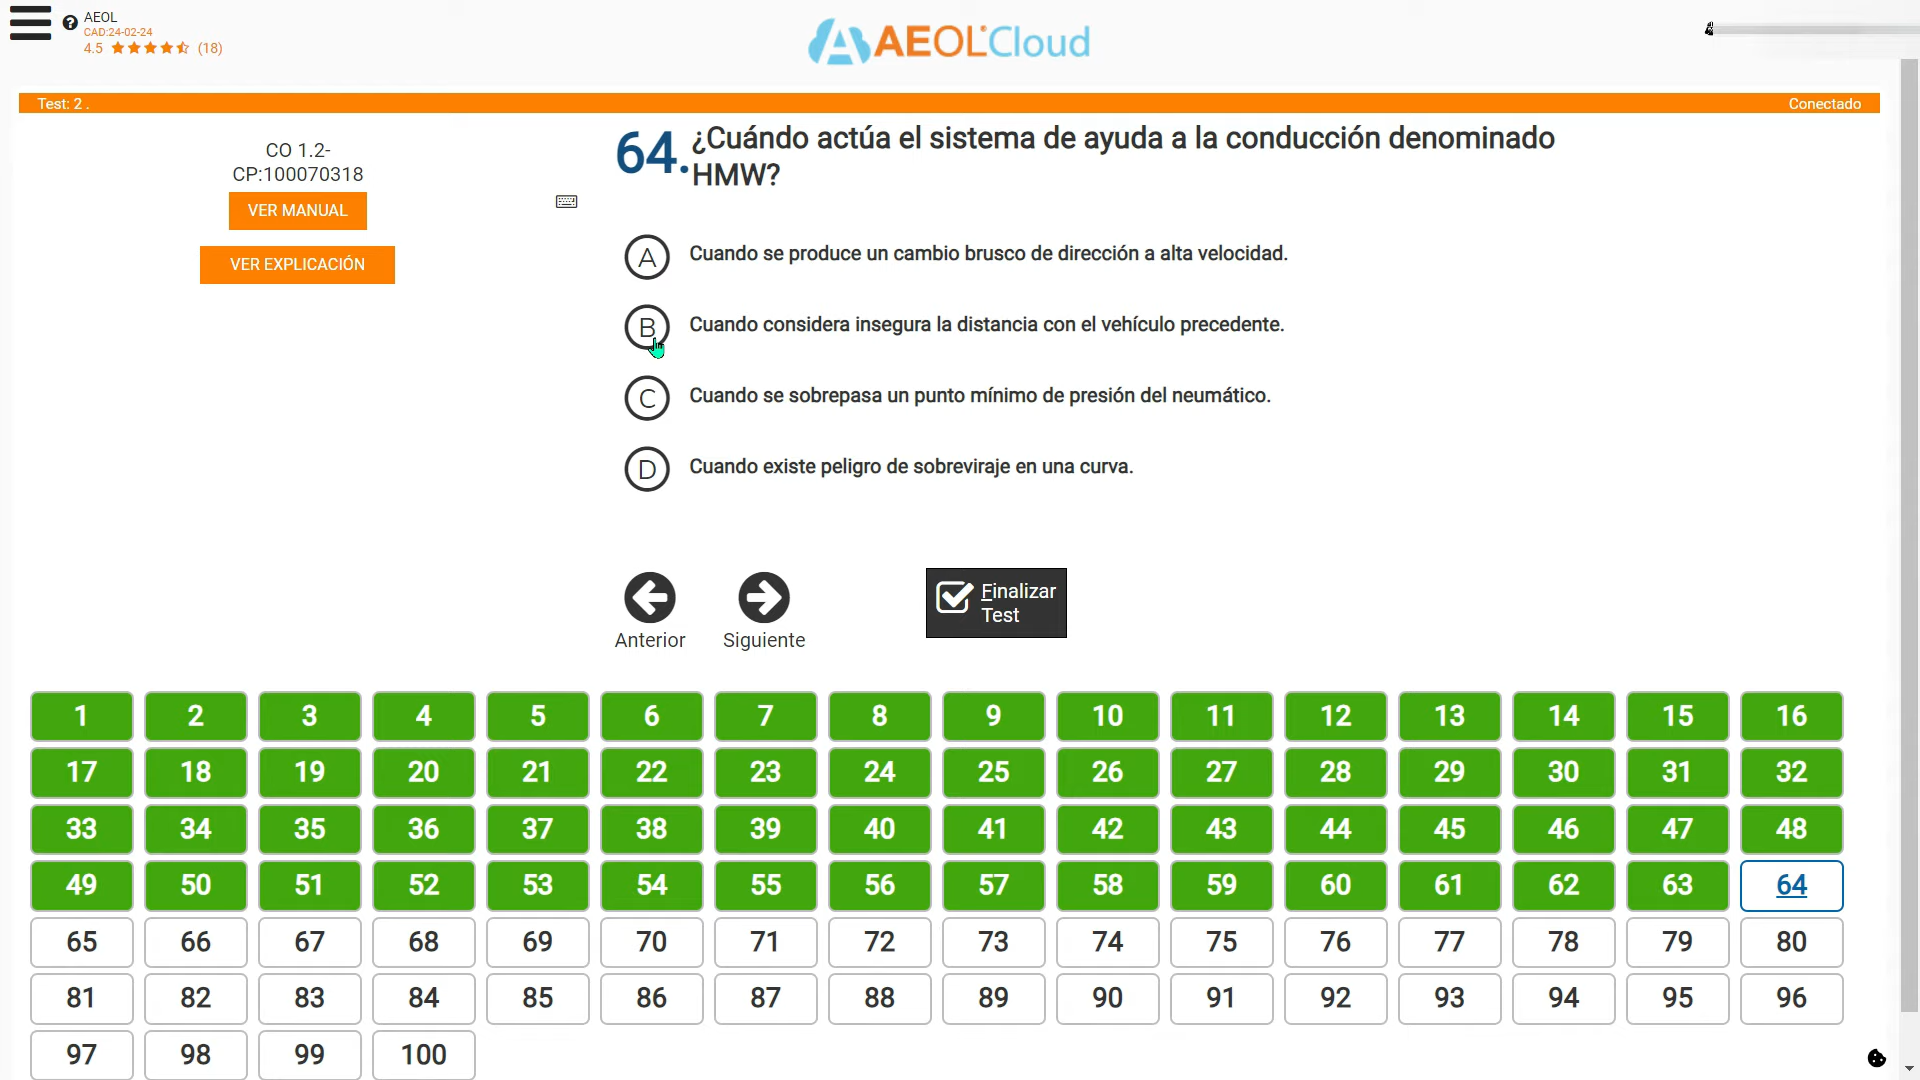 AEOL
CAD:24-02-24
4.5 (18)
AEOL Cloud
Test: 2 .
Conectado
CO 1.2-
CP:100070318
VER MANUAL
VER EXPLICACIÓN
64. ¿Cuándo actúa el sistema de ayuda a la conducción denominado
HMW?
A Cuando se produce un cambio brusco de dirección a alta velocidad.
B Cuando considera insegura la distancia con el vehículo precedente.
C Cuando se sobrepasa un punto mínimo de presión del neumático.
D Cuando existe peligro de sobreviraje en una curva.
Anterior
Siguiente
Finalizar
Test
1 2 3 4 5 6 7 8 9 10 11 12 13 14 15 16
17 18 19 20 21 22 23 24 25 26 27 28 29 30 31 32
33 34 35 36 37 38 39 40 41 42 43 44 45 46 47 48
49 50 51 52 53 54 55 56 57 58 59 60 61 62 63 64
65 66 67 68 69 70 71 72 73 74 75 76 77 78 79 80
81 82 83 84 85 86 87 88 89 90 91 92 93 94 95 96
97 98 99 100